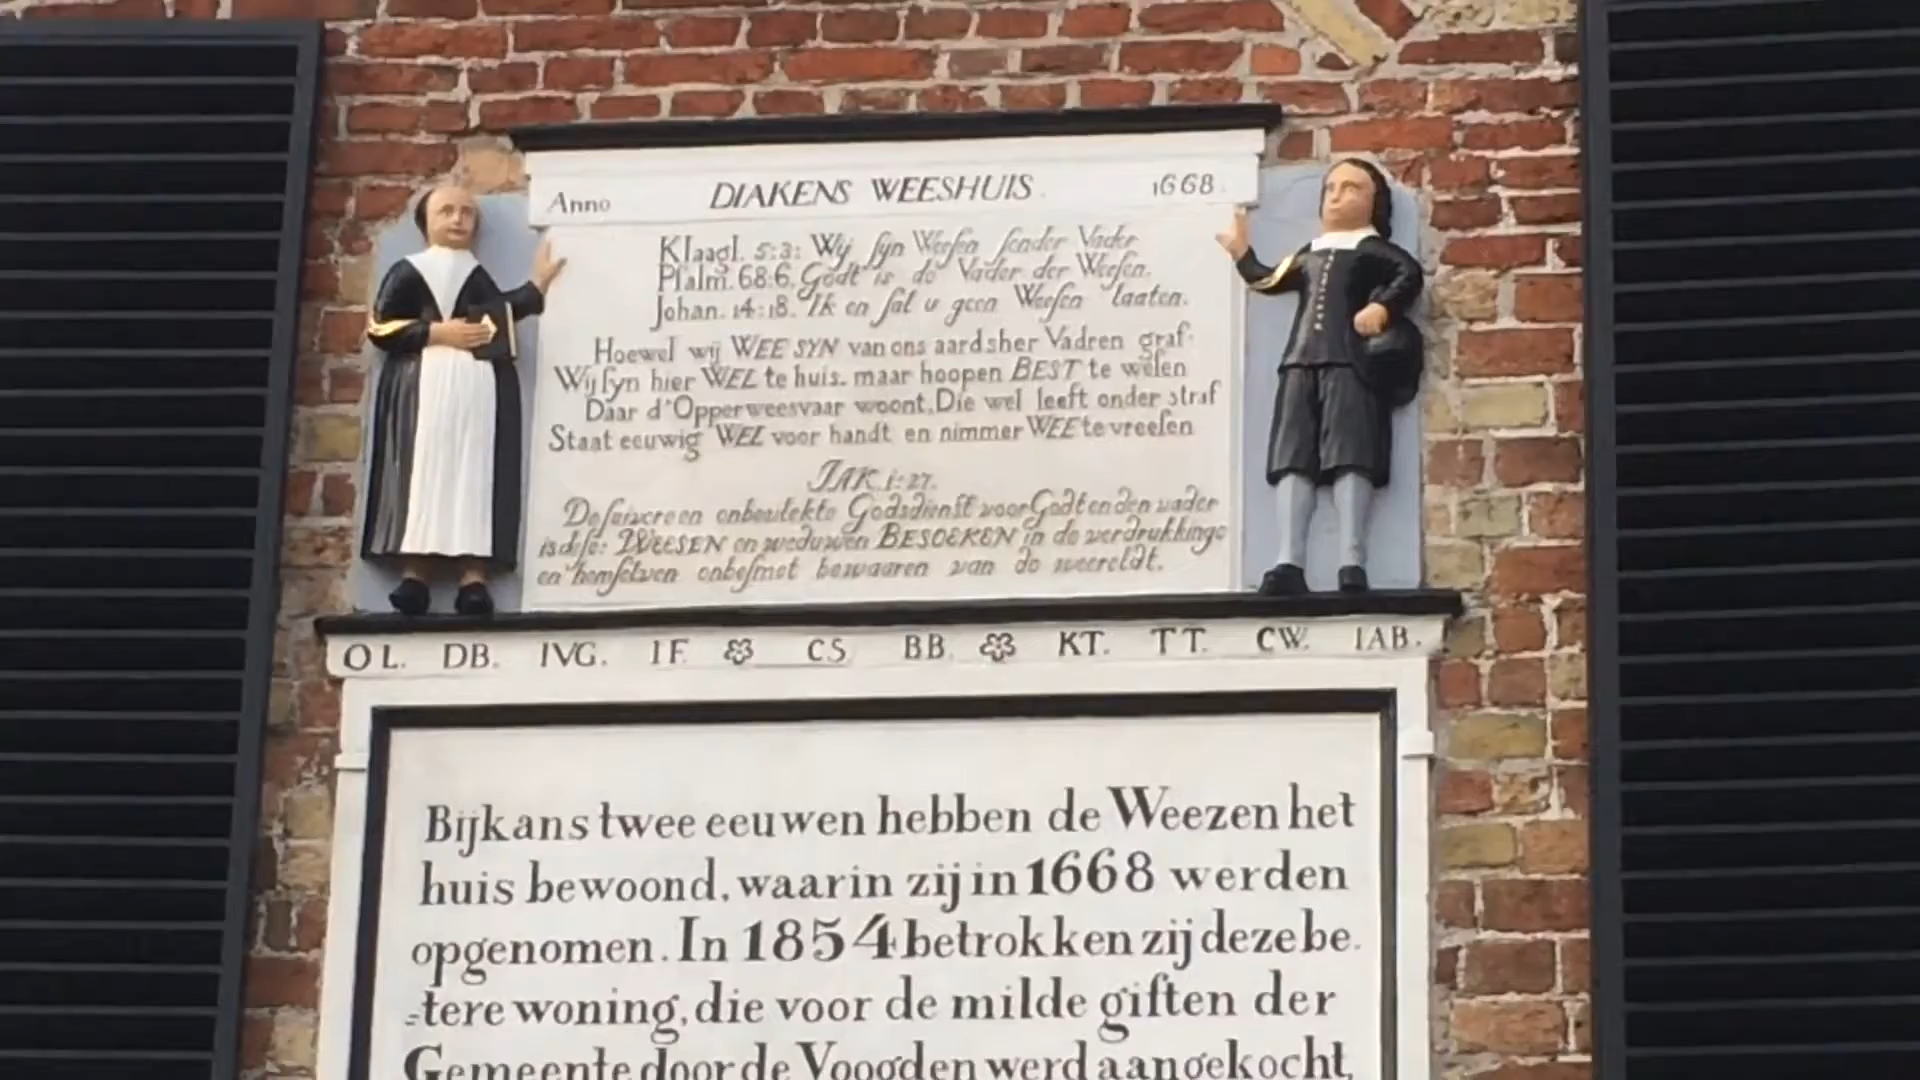 Anno DIAKENS WEESHUIS. 1668.
Klaagl. 5:3: Wij syn Weesen sonder Vader
Psalm. 68:6. Godt is de Vader der Weesen.
Johan. 14:18. Ik en sal u geen Weesen laaten.
Hoewel wij WEE SYN van ons aardsher Vadren graf.
Wij syn hier WEL te huis. maar hoopen BEST te wesen
Daar d'Opperweesvaar woont, Die wel leeft onder straf
Staat eeuwig WEL voor handt en nimmer WEE te vreesen
JAK. 1:27.
De suivere en onbevlekte Godsdienst voor Godt en den vader
is dese: WEESEN en weduwen BESOEKEN in de verdrukkinge
en hemselven onbesmet bewaaren van de weereldt.
OL. DB. IVG. IF. CS. BB. KT. TT. CW. IAB.
Bijkans twee eeuwen hebben de Weezen het
huis bewoond, waarin zij in 1668 werden
opgenomen. In 1854 betrokken zij deze be.
=tere woning, die voor de milde giften der
Gemeente door de Voogden werd aangekocht,